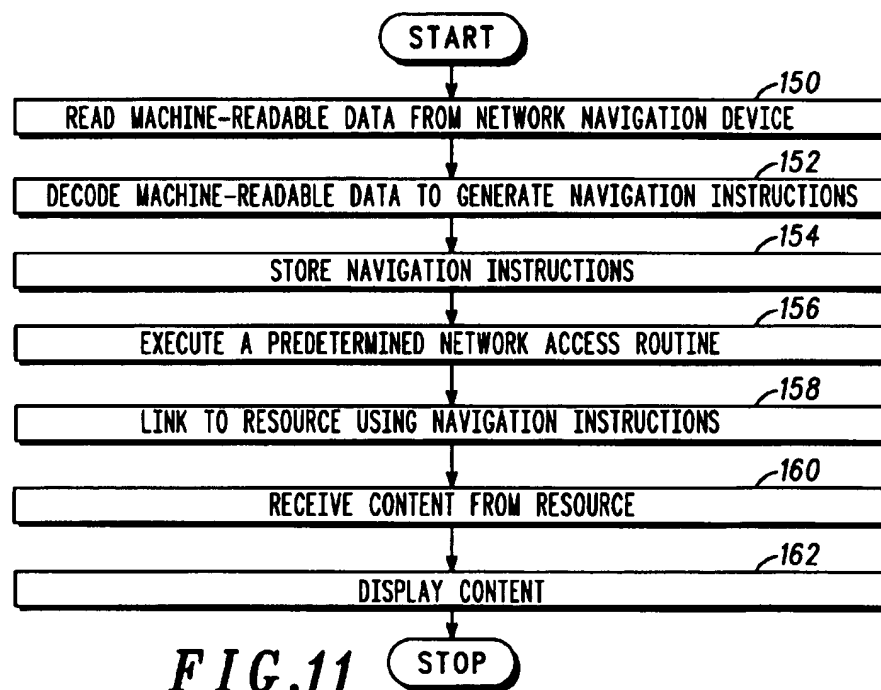 START
150
READ MACHINE-READABLE DATA FROM NETWORK NAVIGATION DEVICE
152
DECODE MACHINE-READABLE DATA TO GENERATE NAVIGATION INSTRUCTIONS
154
STORE NAVIGATION INSTRUCTIONS
156
EXECUTE A PREDETERMINED NETWORK ACCESS ROUTINE
158
LINK TO RESOURCE USING NAVIGATION INSTRUCTIONS
160
RECEIVE CONTENT FROM RESOURCE
162
DISPLAY CONTENT
FIG.11
STOP